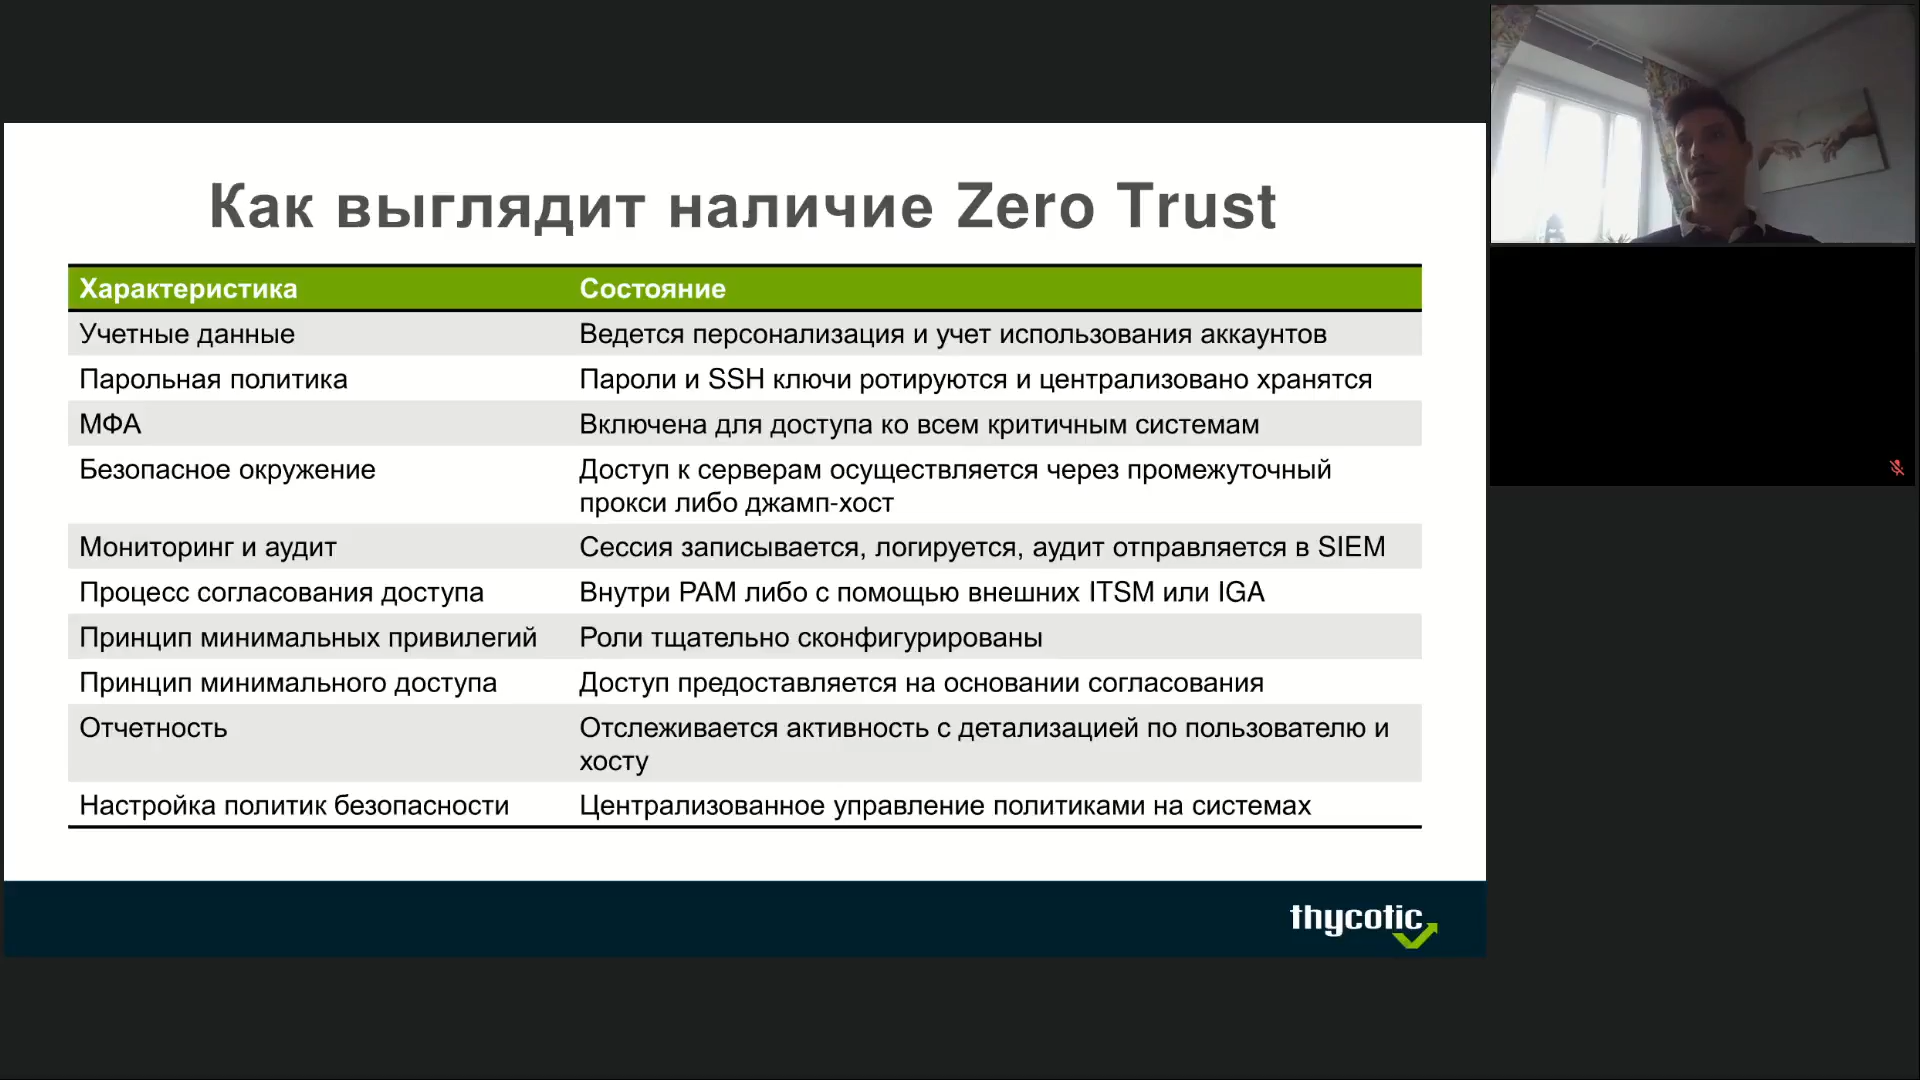 Как выглядит наличие Zero Trust
Характеристика Состояние
Учетные данные Ведется персонализация и учет использования аккаунтов
Парольная политика Пароли и SSH ключи ротируются и централизовано хранятся
МФА Включена для доступа ко всем критичным системам
Безопасное окружение Доступ к серверам осуществляется через промежуточный
прокси либо джамп-хост
Мониторинг и аудит Сессия записывается, логируется, аудит отправляется в SIEM
Процесс согласования доступа Внутри PAM либо с помощью внешних ITSM или IGA
Принцип минимальных привилегий Роли тщательно сконфигурированы
Принцип минимального доступа Доступ предоставляется на основании согласования
Отчетность Отслеживается активность с детализацией по пользователю и
хосту
Настройка политик безопасности Централизованное управление политиками на системах
thycotic